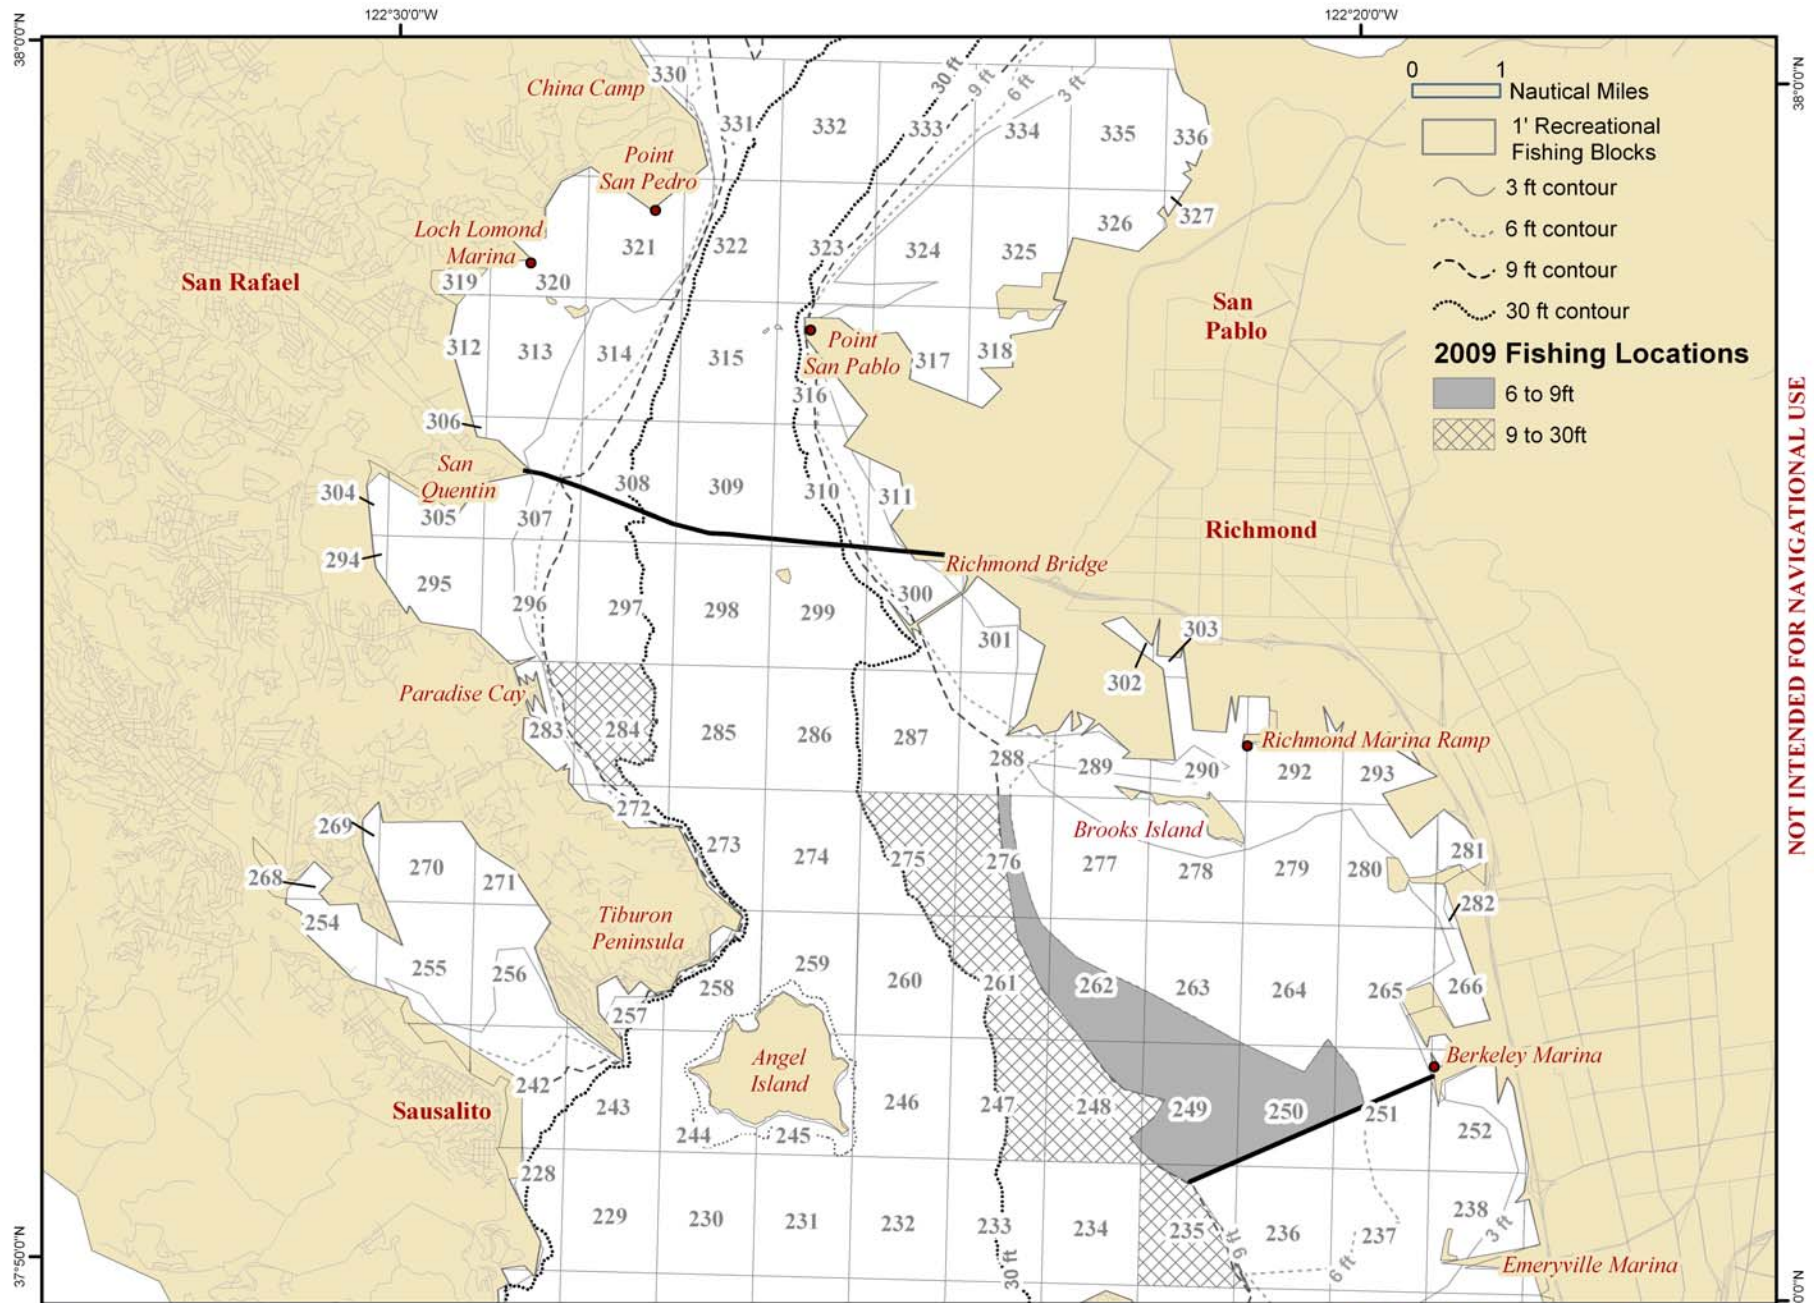 122°30'0"W
122°20'0"W
38°0'0"N
38°0'0"N
37°50'0"N
0'0"N
NOT INTENDED FOR NAVIGATIONAL USE
0 1
Nautical Miles
1' Recreational
Fishing Blocks
3 ft contour
6 ft contour
9 ft contour
30 ft contour
2009 Fishing Locations
6 to 9ft
9 to 30ft
China Camp
330
30 ft
9 ft
6 ft
3 ft
331
332
333
334
335
336
Point
San Pedro
Loch Lomond
Marina
San Rafael
319
320
321
322
323
324
325
326
327
San
Pablo
Point
San Pablo
312
313
314
315
316
317
318
306
San
Quentin
304
305
307
308
309
310
311
Richmond
Richmond Bridge
294
295
296
297
298
299
300
301
302
303
Paradise Cay
283
284
285
286
287
288
289
290
292
293
Richmond Marina Ramp
Brooks Island
269
270
271
272
273
274
275
276
277
278
279
280
281
282
268
254
255
256
257
258
259
260
261
262
263
264
265
266
Tiburon
Peninsula
Angel
Island
Berkeley Marina
Sausalito
242
243
244
245
246
247
248
249
250
251
252
228
229
230
231
232
233
234
235
236
237
238
30 ft
9 ft
6 ft
3 ft
Emeryville Marina